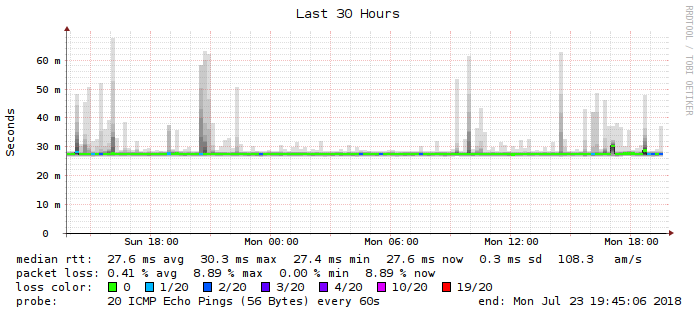 Last 30 Hours
RRDTOOL / TOBI OETIKER
Seconds
60 m
50 m
40 m
30 m
20 m
10 m
0
Sun 18:00 Mon 00:00 Mon 06:00 Mon 12:00 Mon 18:00
median rtt: 27.6 ms avg 30.3 ms max 27.4 ms min 27.6 ms now 0.3 ms sd 108.3 am/s
packet loss: 0.41 % avg 8.89 % max 0.00 % min 8.89 % now
loss color: 0 1/20 2/20 3/20 4/20 10/20 19/20
probe: 20 ICMP Echo Pings (56 Bytes) every 60s end: Mon Jul 23 19:45:06 2018